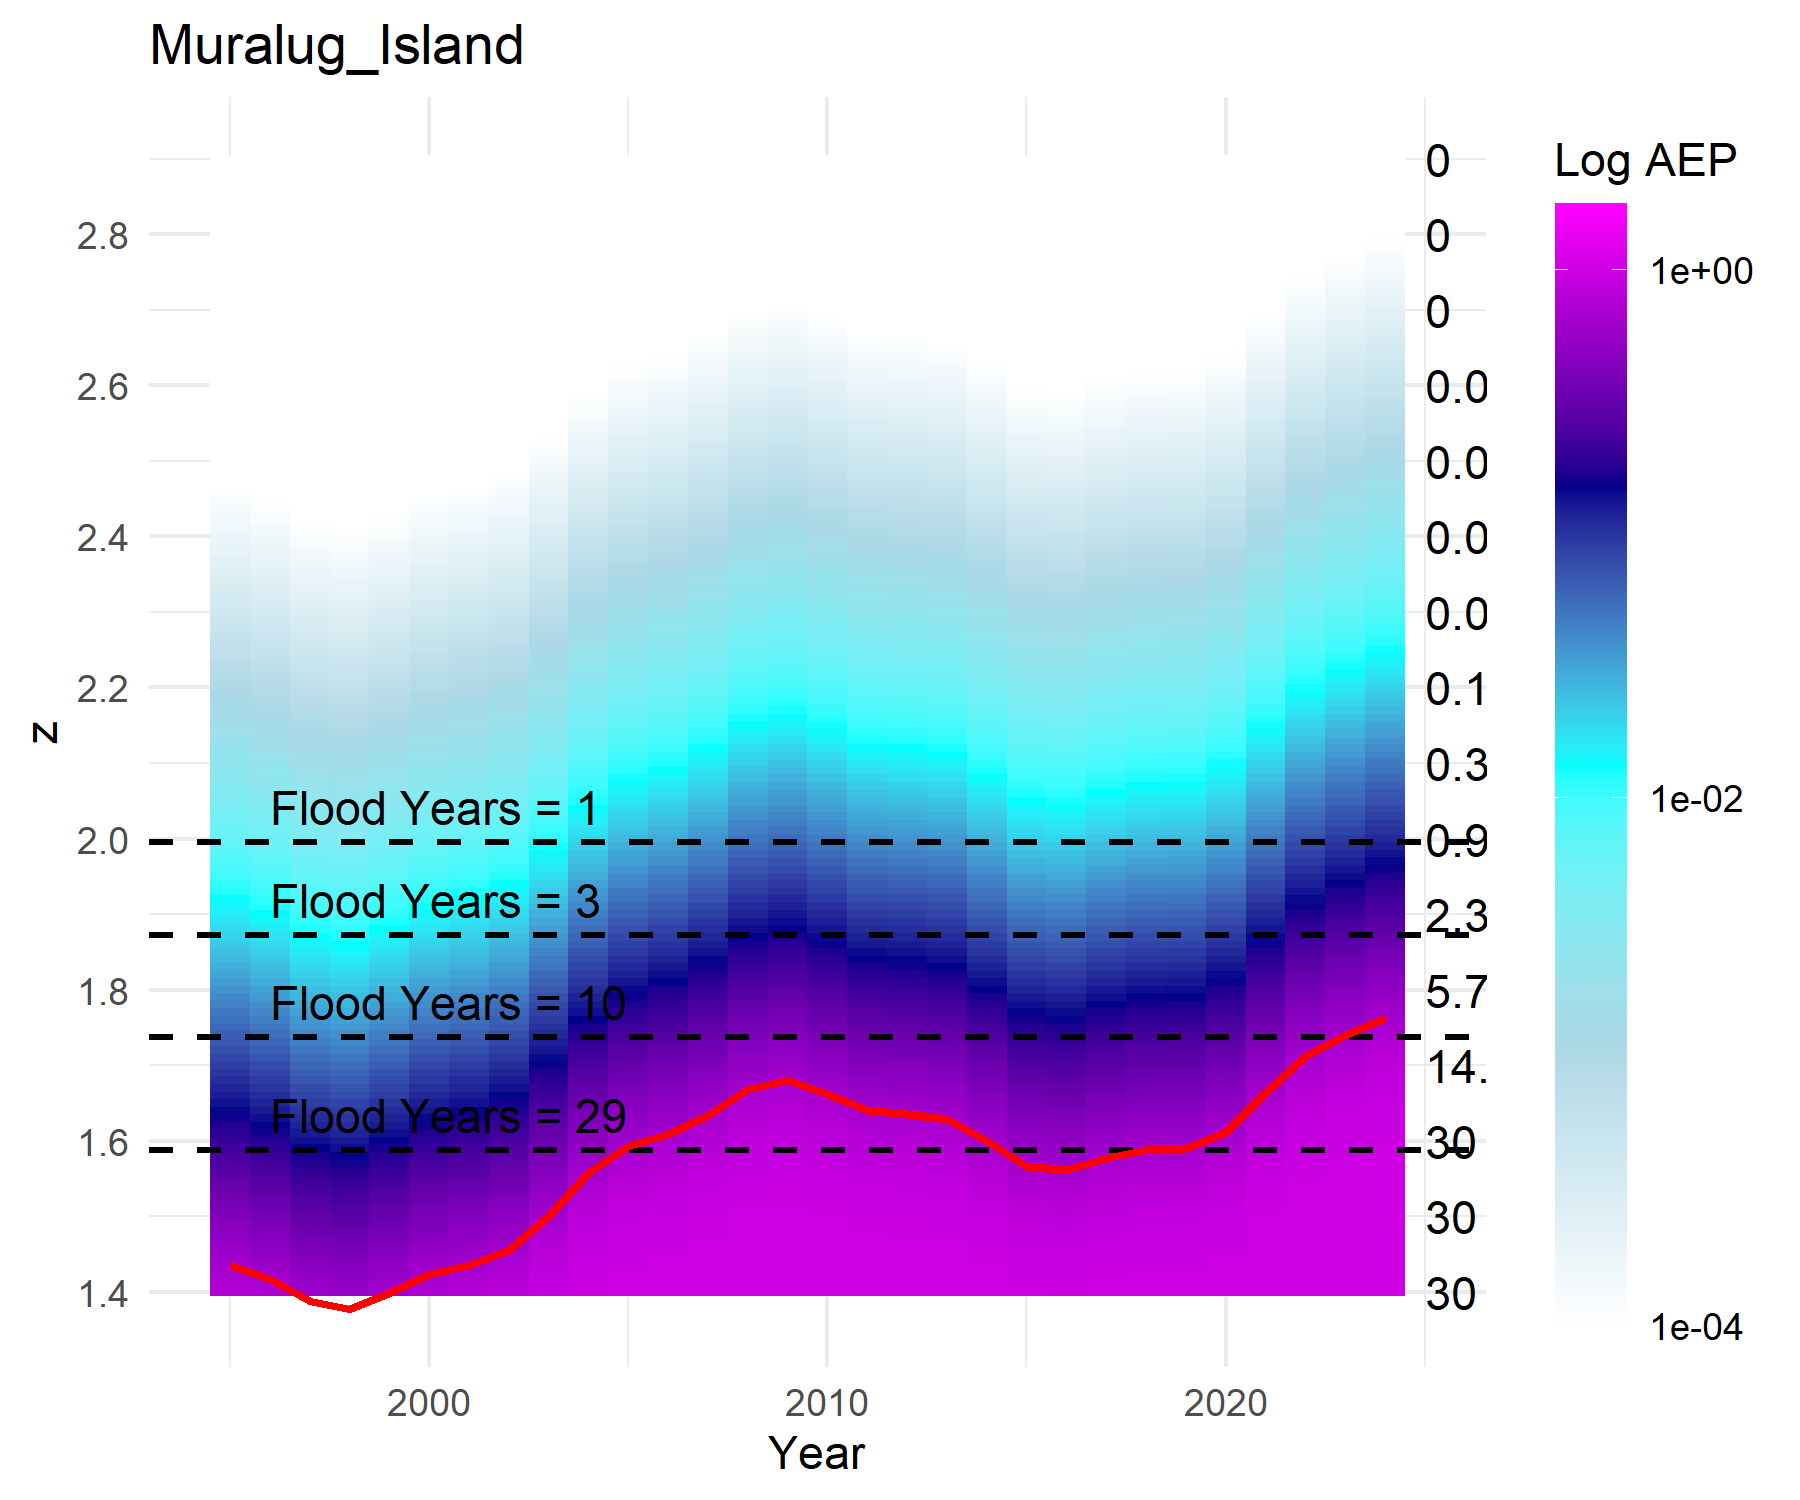 Muralug_Island
Log AEP
1e+00
1e-02
1e-04
z
2.8
2.6
2.4
2.2
2.0
1.8
1.6
1.4
Flood Years = 1
Flood Years = 3
Flood Years = 10
Flood Years = 29
0
0
0
0.0
0.0
0.0
0.0
0.1
0.3
0.9
2.3
5.7
14.
30
30
30
2000
2010
2020
Year